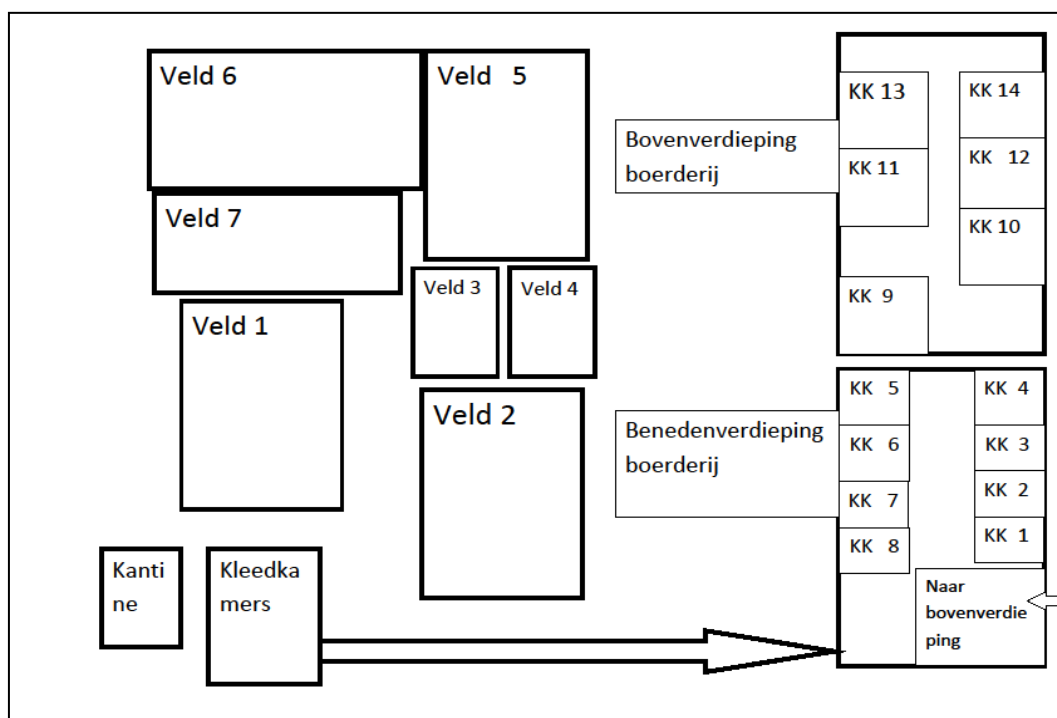 Veld 6
Veld 5
Veld 7
Veld 1
Veld 3
Veld 4
Veld 2
Kanti
ne
Kleedka
mers
Bovenverdieping
boerderij
KK 13
KK 14
KK 11
KK 12
KK 10
KK 9
Benedenverdieping
boerderij
KK 5
KK 4
KK 6
KK 3
KK 7
KK 2
KK 8
KK 1
Naar
bovenverdie
ping